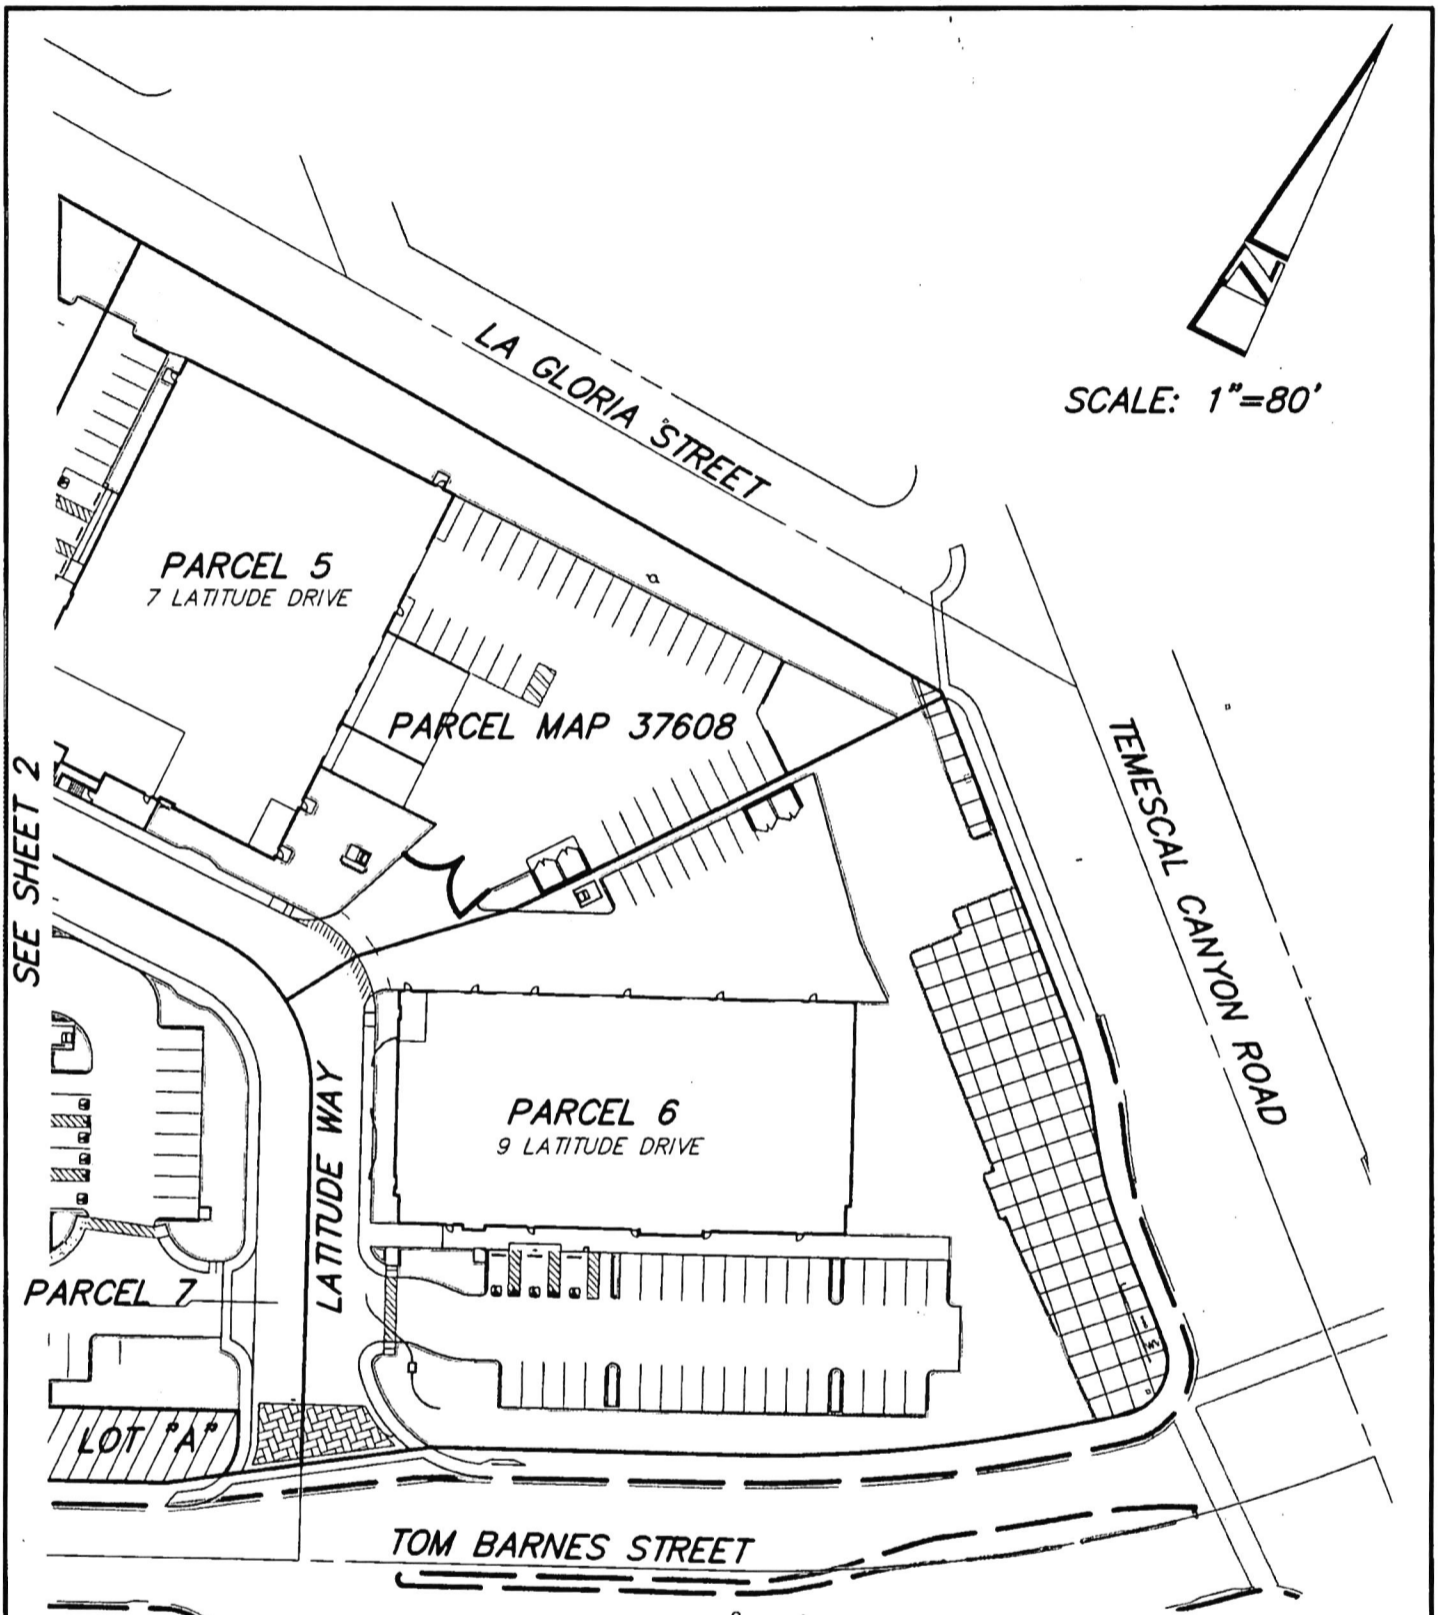 LA GLORIA STREET
SCALE: 1"=80'
PARCEL 5
7 LATITUDE DRIVE
PARCEL MAP 37608
SEE SHEET 2
TEMESCAL CANYON ROAD
PARCEL 6
9 LATITUDE DRIVE
LATITUDE WAY
PARCEL 7
LOT "A"
TOM BARNES STREET